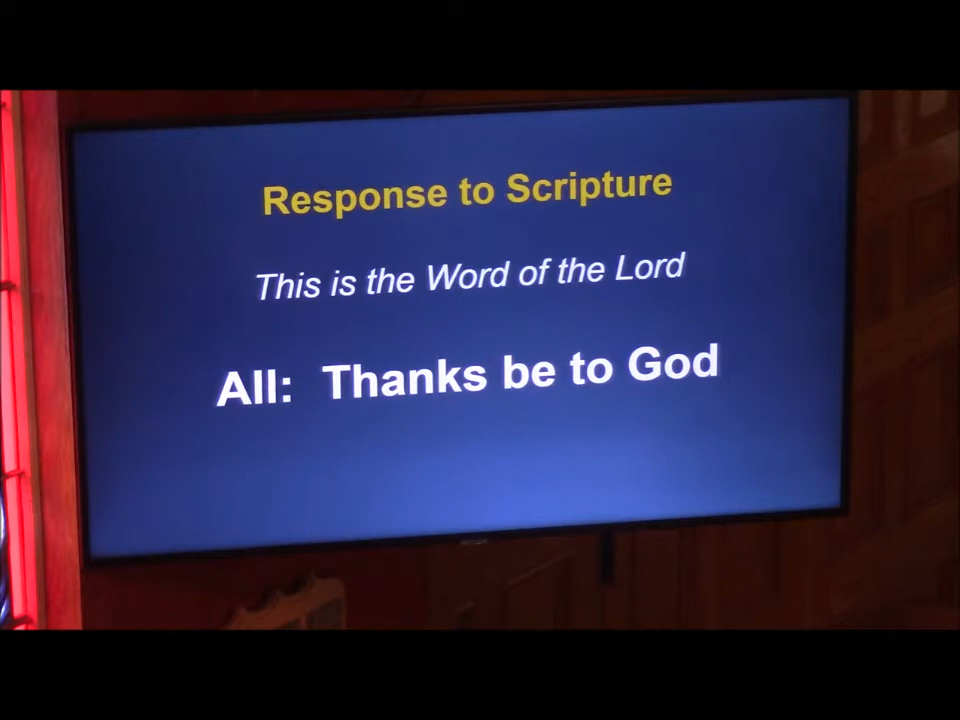 Response to Scripture
This is the Word of the Lord
All: Thanks be to God